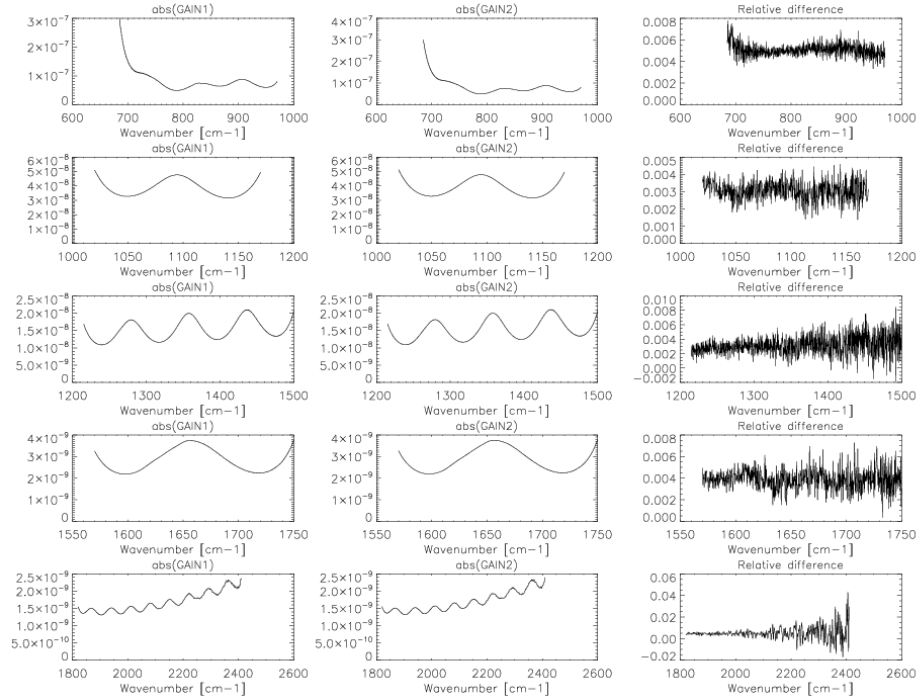 abs(GAIN1) abs(GAIN2) Relative difference
3×10⁻⁷ 4×10⁻⁷ 0.008
2×10⁻⁷ 3×10⁻⁷ 0.006
2×10⁻⁷ 0.004
1×10⁻⁷ 1×10⁻⁷ 0.002
0 0 0.000
600 700 800 900 1000 600 700 800 900 1000 600 700 800 900 1000
Wavenumber [cm-1] Wavenumber [cm-1] Wavenumber [cm-1]
abs(GAIN1) abs(GAIN2) Relative difference
6×10⁻⁸ 6×10⁻⁸ 0.005
5×10⁻⁸ 5×10⁻⁸ 0.004
4×10⁻⁸ 4×10⁻⁸ 0.003
3×10⁻⁸ 3×10⁻⁸ 0.002
2×10⁻⁸ 2×10⁻⁸ 0.001
1×10⁻⁸ 1×10⁻⁸ 0.000
0 0
1000 1050 1100 1150 1200 1000 1050 1100 1150 1200 1000 1050 1100 1150 1200
Wavenumber [cm-1] Wavenumber [cm-1] Wavenumber [cm-1]
abs(GAIN1) abs(GAIN2) Relative difference
2.5×10⁻⁸ 2.5×10⁻⁸ 0.010
2.0×10⁻⁸ 2.0×10⁻⁸ 0.008
1.5×10⁻⁸ 1.5×10⁻⁸ 0.006
1.0×10⁻⁸ 1.0×10⁻⁸ 0.004
5.0×10⁻⁹ 5.0×10⁻⁹ 0.002
0 0 0.000
-0.002
1200 1300 1400 1500 1200 1300 1400 1500 1200 1300 1400 1500
Wavenumber [cm-1] Wavenumber [cm-1] Wavenumber [cm-1]
abs(GAIN1) abs(GAIN2) Relative difference
4×10⁻⁹ 4×10⁻⁹ 0.008
3×10⁻⁹ 3×10⁻⁹ 0.006
2×10⁻⁹ 2×10⁻⁹ 0.004
1×10⁻⁹ 1×10⁻⁹ 0.002
0 0 0.000
1550 1600 1650 1700 1750 1550 1600 1650 1700 1750 1550 1600 1650 1700 1750
Wavenumber [cm-1] Wavenumber [cm-1] Wavenumber [cm-1]
abs(GAIN1) abs(GAIN2) Relative difference
2.5×10⁻⁹ 2.5×10⁻⁹ 0.06
2.0×10⁻⁹ 2.0×10⁻⁹ 0.04
1.5×10⁻⁹ 1.5×10⁻⁹ 0.02
1.0×10⁻⁹ 1.0×10⁻⁹ 0.00
5.0×10⁻¹⁰ 5.0×10⁻¹⁰ -0.02
0 0
1800 2000 2200 2400 2600 1800 2000 2200 2400 2600 1800 2000 2200 2400 2600
Wavenumber [cm-1] Wavenumber [cm-1] Wavenumber [cm-1]